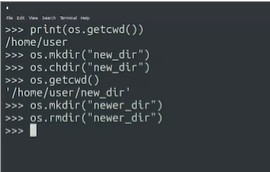 File Edit View Search Terminal Help
>>> print(os.getcwd())
/home/user
>>> os.mkdir("new_dir")
>>> os.chdir("new_dir")
>>> os.getcwd()
'/home/user/new_dir'
>>> os.mkdir("newer_dir")
>>> os.rmdir("newer_dir")
>>>